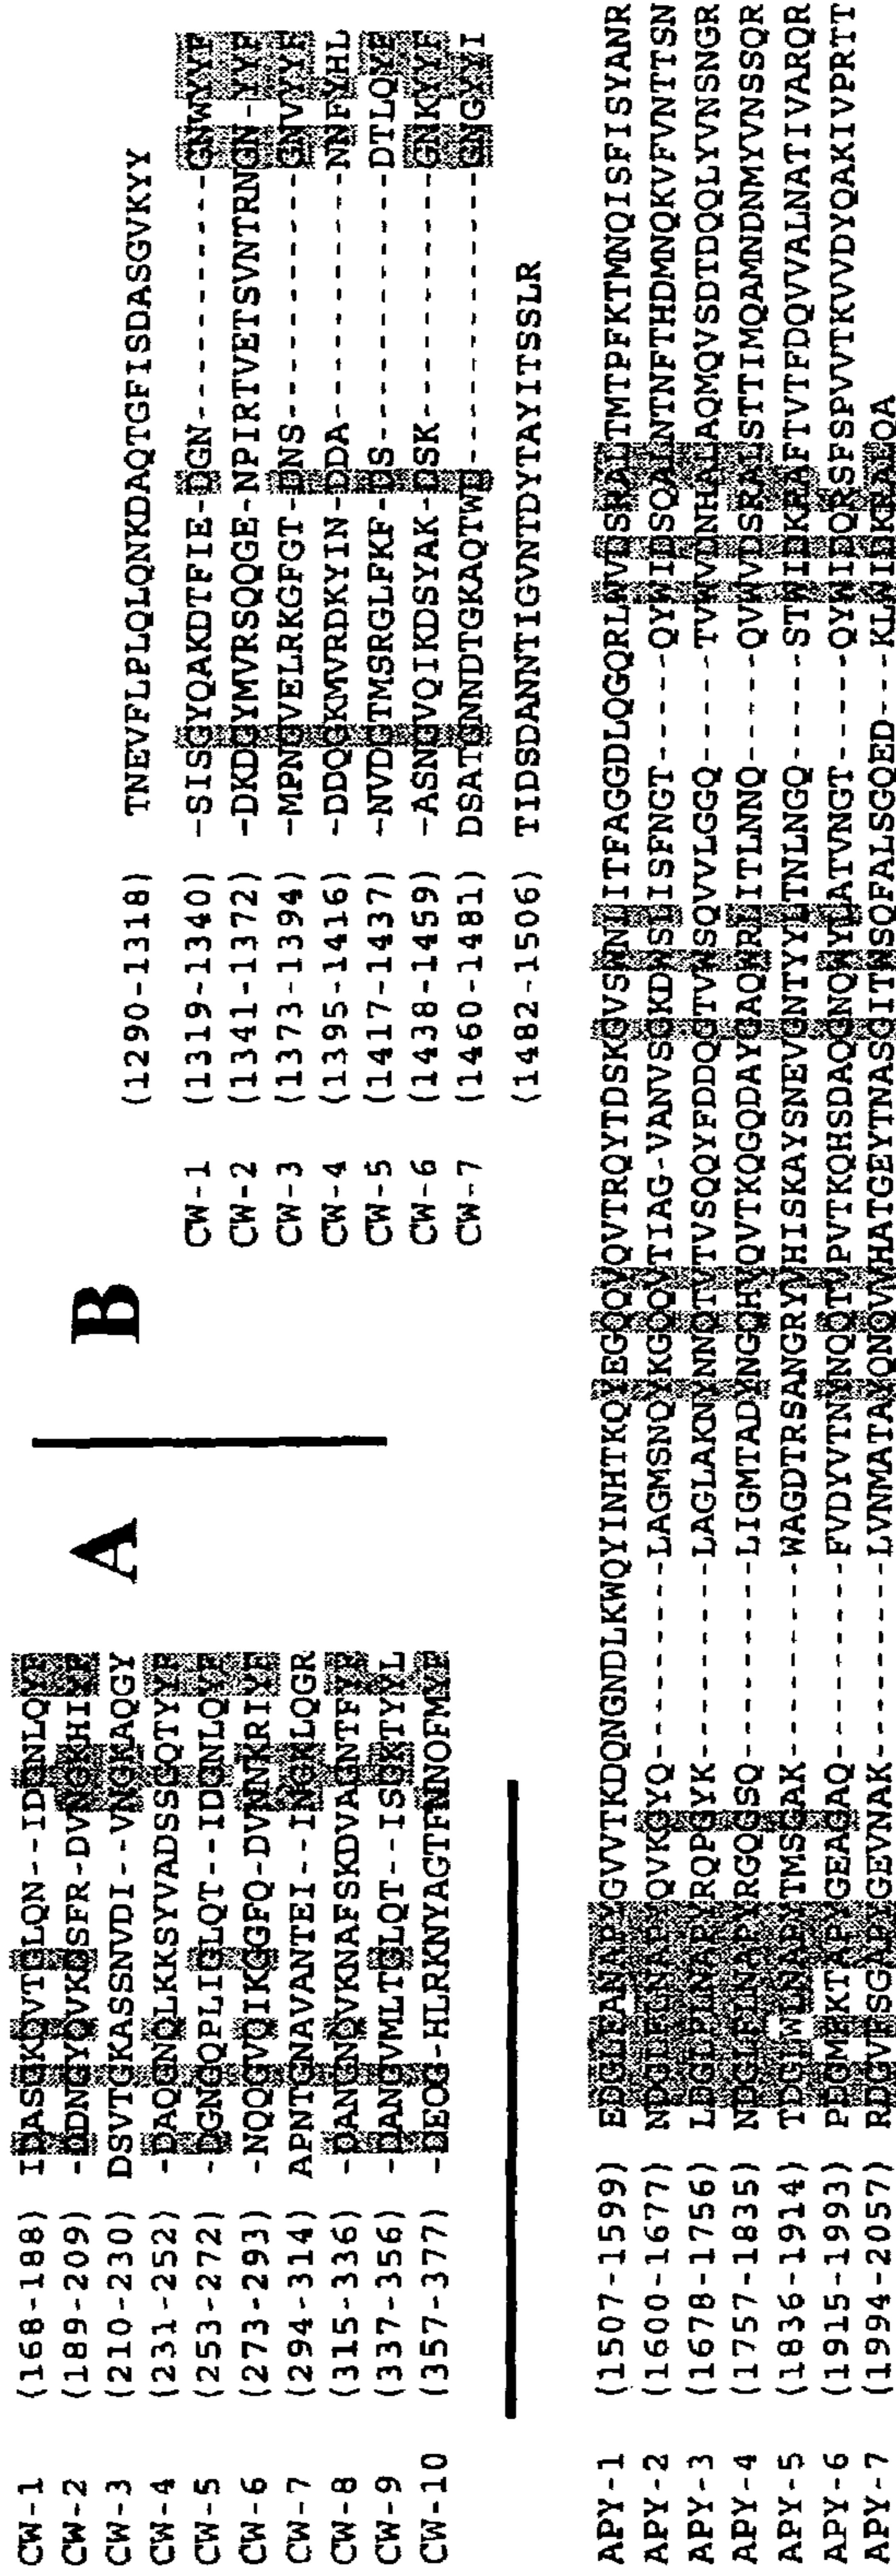 A
CW-1 (168-188) IDASGKQVTGLQN--IDGNLQYF
CW-2 (189-209) -DDNGYQVKDSFR-DVNGKHIYF
CW-3 (210-230) DSVTGKASSNVDI--VNGKAQGY
CW-4 (231-252) -DAQGNQLKKSYVADSSGQTYYF
CW-5 (253-272) -DGNGQPLIGLQT--IDGNLQYF
CW-6 (273-293) -NQQGVQIKGGFQ-DVNNKRIYF
CW-7 (294-314) APNTGNAVANTEI--INGKLQGR
CW-8 (315-336) -DANGNQVKNAFSKDVAGNTFYF
CW-9 (337-356) -DANGVMLTGLQT--ISGKTYYL
CW-10 (357-377) -DEQG-HLRKNYAGTFNNQFMYF
B
(1290-1318) TNEVFLPLQLQNKDAQTGFISDASGVKYY
CW-1 (1319-1340) -SISGYQAKDTFIE-DGN-----------GNWYYF
CW-2 (1341-1372) -DKDGYMVRSQQGE-NPIRTVETSVNTRNGN-YYF
CW-3 (1373-1394) -MPNGVELRKGFGT-DNS-----------GNVYYF
CW-4 (1395-1416) -DDQGKMVRDKYIN-DDA-----------NNFYHL
CW-5 (1417-1437) -NVDGTMSRGLFKF-DS------------DTLQYF
CW-6 (1438-1459) -ASNGVQIKDSYAK-DSK-----------GNKYYF
CW-7 (1460-1481) DSATGNNDTGKAQTWD-------------GNGYYI
(1482-1506) TIDSDANNTIGVNTDYTAYITSSLR
APY-1 (1507-1599) EDGLFANAPYGVVTKDQNGNDLKWQYINHTKQYEGQQVQVTRQYTDSKGVSWNLITFAGGDLQGQRLWVDSRALTMTPFKTMNQISFISYANR
APY-2 (1600-1677) NDGLFLNAPYQVKGYQ---------LAGMSNQYKGQQVTIAG-VANVSGKDWSLISFNGT-----QYWIDSQALNTNFTHDMNQKVFVNTTSN
APY-3 (1678-1756) LDGLFLNAPYRQPGYK---------LAGLAKNYNNQTVTVSQQYFDDQGTVWSQVVLGGQ-----TVWVDNHALAQMQVSDTDQQLYVNSNGR
APY-4 (1757-1835) NDGLFLNAPYRGQGSQ---------LIGMTADYNGQHVQVTKQGQDAYGAQWRLITLNNQ-----QVWVDSRALSTTIMQAMNDNMYVNSSQR
APY-5 (1836-1914) TDGLWLNAPYTMSGAK---------WAGDTRSANGRYVHISKAYSNEVGNTYYLTNLNGQ-----STWIDKRAFTVTFDQVVALNATIVARQR
APY-6 (1915-1993) PDGMFKTAPYGEAGAQ---------FVDYVTNYNQQTVPVTKQHSDAQGNQWYLATVNGT-----QYWIDQRSFSPVVTKVVDYQAKIVPRTT
APY-7 (1994-2057) RDGVFSGAPYGEVNAK---------LVNMATAYQNQVVHATGEYTNASGITWSQFALSGQED---KLWIDKRALQA